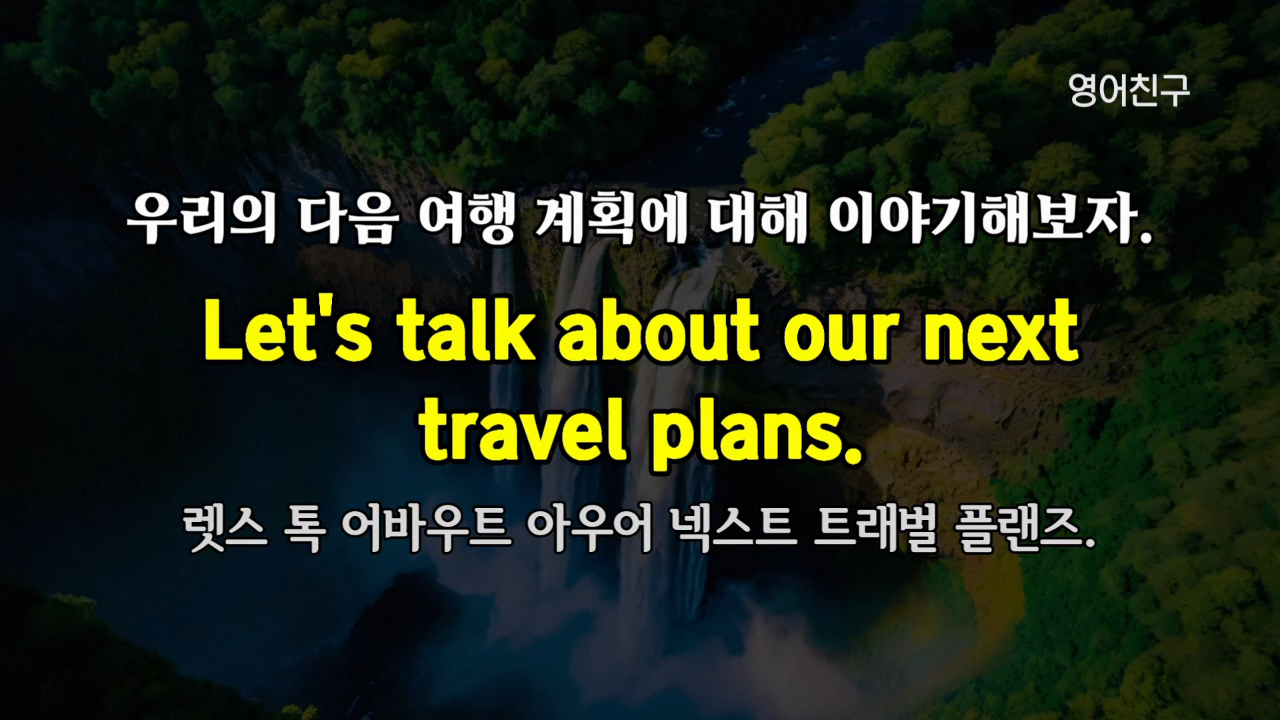 영어친구
우리의 다음 여행 계획에 대해 이야기해보자.
Let's talk about our next
travel plans.
렛스 톡 어바우트 아우어 넥스트 트래벌 플랜즈.